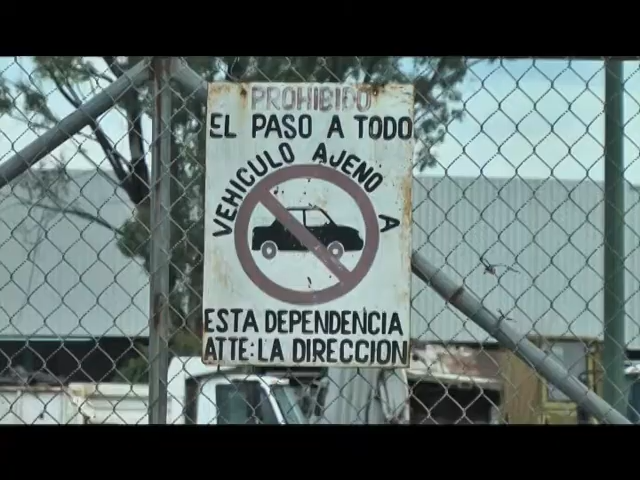 PROHIBIDO
EL PASO A TODO
VEHICULO AJENO A
ESTA DEPENDENCIA
ATTE: LA DIRECCION